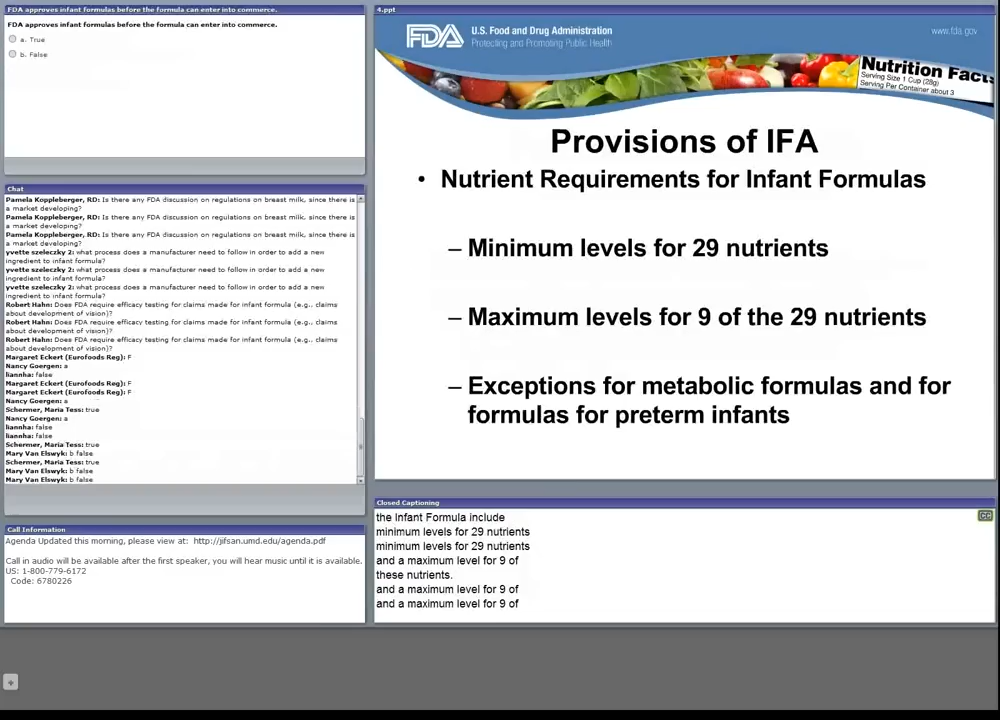 FDA approves infant formulas before the formula can enter into commerce.
FDA approves infant formulas before the formula can enter into commerce.
a. True
b. False
Chat
Pamela Koppleberger, RD: Is there any FDA discussion on regulations on breast milk, since there is
a market developing?
Pamela Koppleberger, RD: Is there any FDA discussion on regulations on breast milk. since there is
a market developing?
Pamela Koppleberger, RD: Is there any FDA discussion on regulations on breast milk, since there is
a market developing?
yvette szeleczky 2: what process does a manufacturer need to follow in order to add a new
ingredient to infant formula?
yvette szeleczky 2: what process does a manufacturer need to follow in order to add a new
ingredient to infant formula?
yvette szeleczky 2: what process does a manufacturer need to follow in order to add a new
ingredient to infant formula?
Robert Hahn: Does FDA require efficacy testing for claims made for infant formula (e.g., claims
about development of vision)?
Robert Hahn: Does FDA require efficacy testing for claims made for infant formula (e.g., claims
about development of vision)?
Robert Hahn: Does FDA require efficacy testing for claims made for infant formula (e.g., claims
about development of vision)?
Margaret Eckert (Eurofoods Reg): F
Nancy Goergen: a
liannha: false
Margaret Eckert (Eurofoods Reg): F
Margaret Eckert (Eurofoods Reg): F
Nancy Goergen: a
Schermer, Maria Tess: true
Nancy Goergen: a
liannha: false
liannha: false
Schermer, Maria Tess: true
Mary Van Elswyk: b false
Schermer, Maria Tess: true
Mary Van Elswyk: b false
Mary Van Elswyk: b false
Call Information
Agenda Updated this morning, please view at: http://jifsan.umd.edu/agenda.pdf
Call in audio will be available after the first speaker, you will hear music until it is available.
US: 1-800-779-6172
Code: 6780226
4.ppt
FDA U.S. Food and Drug Administration
Protecting and Promoting Public Health
www.fda.gov
Nutrition Facts
Serving Size 1 Cup (28g)
Serving Per Container about 3
Provisions of IFA
• Nutrient Requirements for Infant Formulas
– Minimum levels for 29 nutrients
– Maximum levels for 9 of the 29 nutrients
– Exceptions for metabolic formulas and for
formulas for preterm infants
Closed Captioning
CC
the Infant Formula include
minimum levels for 29 nutrients
minimum levels for 29 nutrients
and a maximum level for 9 of
these nutrients.
and a maximum level for 9 of
and a maximum level for 9 of